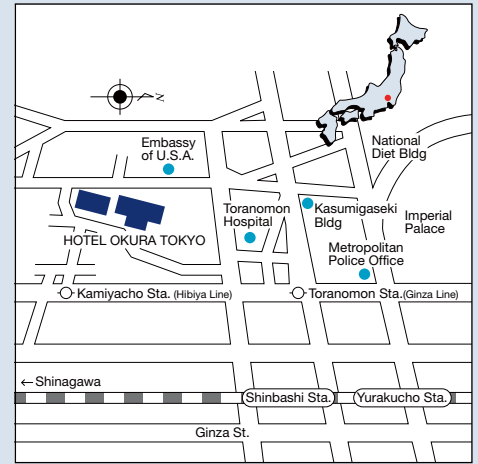 National
Diet Bldg
Embassy
of U.S.A.
Toranomon
Hospital
Kasumigaseki
Bldg
Imperial
Palace
HOTEL OKURA TOKYO
Metropolitan
Police Office
Kamiyacho Sta. (Hibiya Line)
Toranomon Sta.(Ginza Line)
←Shinagawa
Shinbashi Sta.
Yurakucho Sta.
Ginza St.